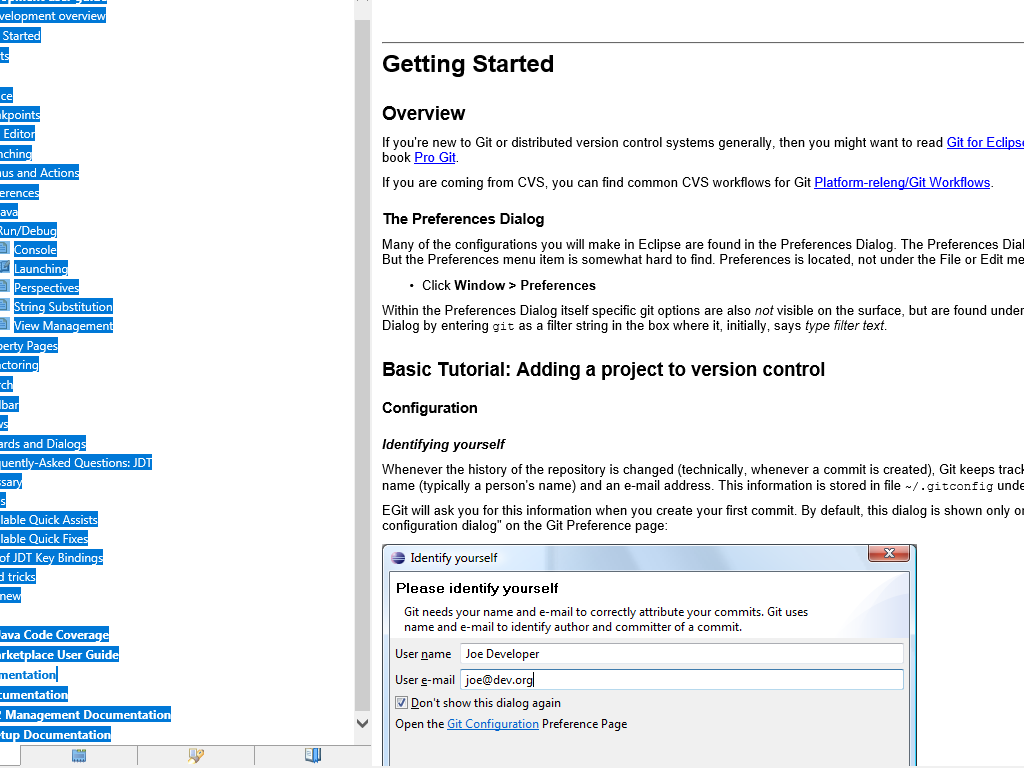 velopment overview
Started
ts
ce
kpoints
Editor
nching
nus and Actions
erences
ava
Run/Debug
Console
Launching
Perspectives
String Substitution
View Management
perty Pages
actoring
rch
lbar
ws
ards and Dialogs
quently-Asked Questions: JDT
ssary
s
ilable Quick Assists
ilable Quick Fixes
of JDT Key Bindings
d tricks
new
Java Code Coverage
arketplace User Guide
mentation
cumentation
2 Management Documentation
etup Documentation
Getting Started
Overview
If you're new to Git or distributed version control systems generally, then you might want to read Git for Eclipse
book Pro Git.
If you are coming from CVS, you can find common CVS workflows for Git Platform-releng/Git Workflows.
The Preferences Dialog
Many of the configurations you will make in Eclipse are found in the Preferences Dialog. The Preferences Dial
But the Preferences menu item is somewhat hard to find. Preferences is located, not under the File or Edit me
• Click Window > Preferences
Within the Preferences Dialog itself specific git options are also not visible on the surface, but are found under
Dialog by entering git as a filter string in the box where it, initially, says type filter text.
Basic Tutorial: Adding a project to version control
Configuration
Identifying yourself
Whenever the history of the repository is changed (technically, whenever a commit is created), Git keeps track
name (typically a person's name) and an e-mail address. This information is stored in file ~/.gitconfig unde
EGit will ask you for this information when you create your first commit. By default, this dialog is shown only on
configuration dialog" on the Git Preference page:
Identify yourself
Please identify yourself
Git needs your name and e-mail to correctly attribute your commits. Git uses
name and e-mail to identify author and committer of a commit.
User name Joe Developer
User e-mail joe@dev.org
Don't show this dialog again
Open the Git Configuration Preference Page